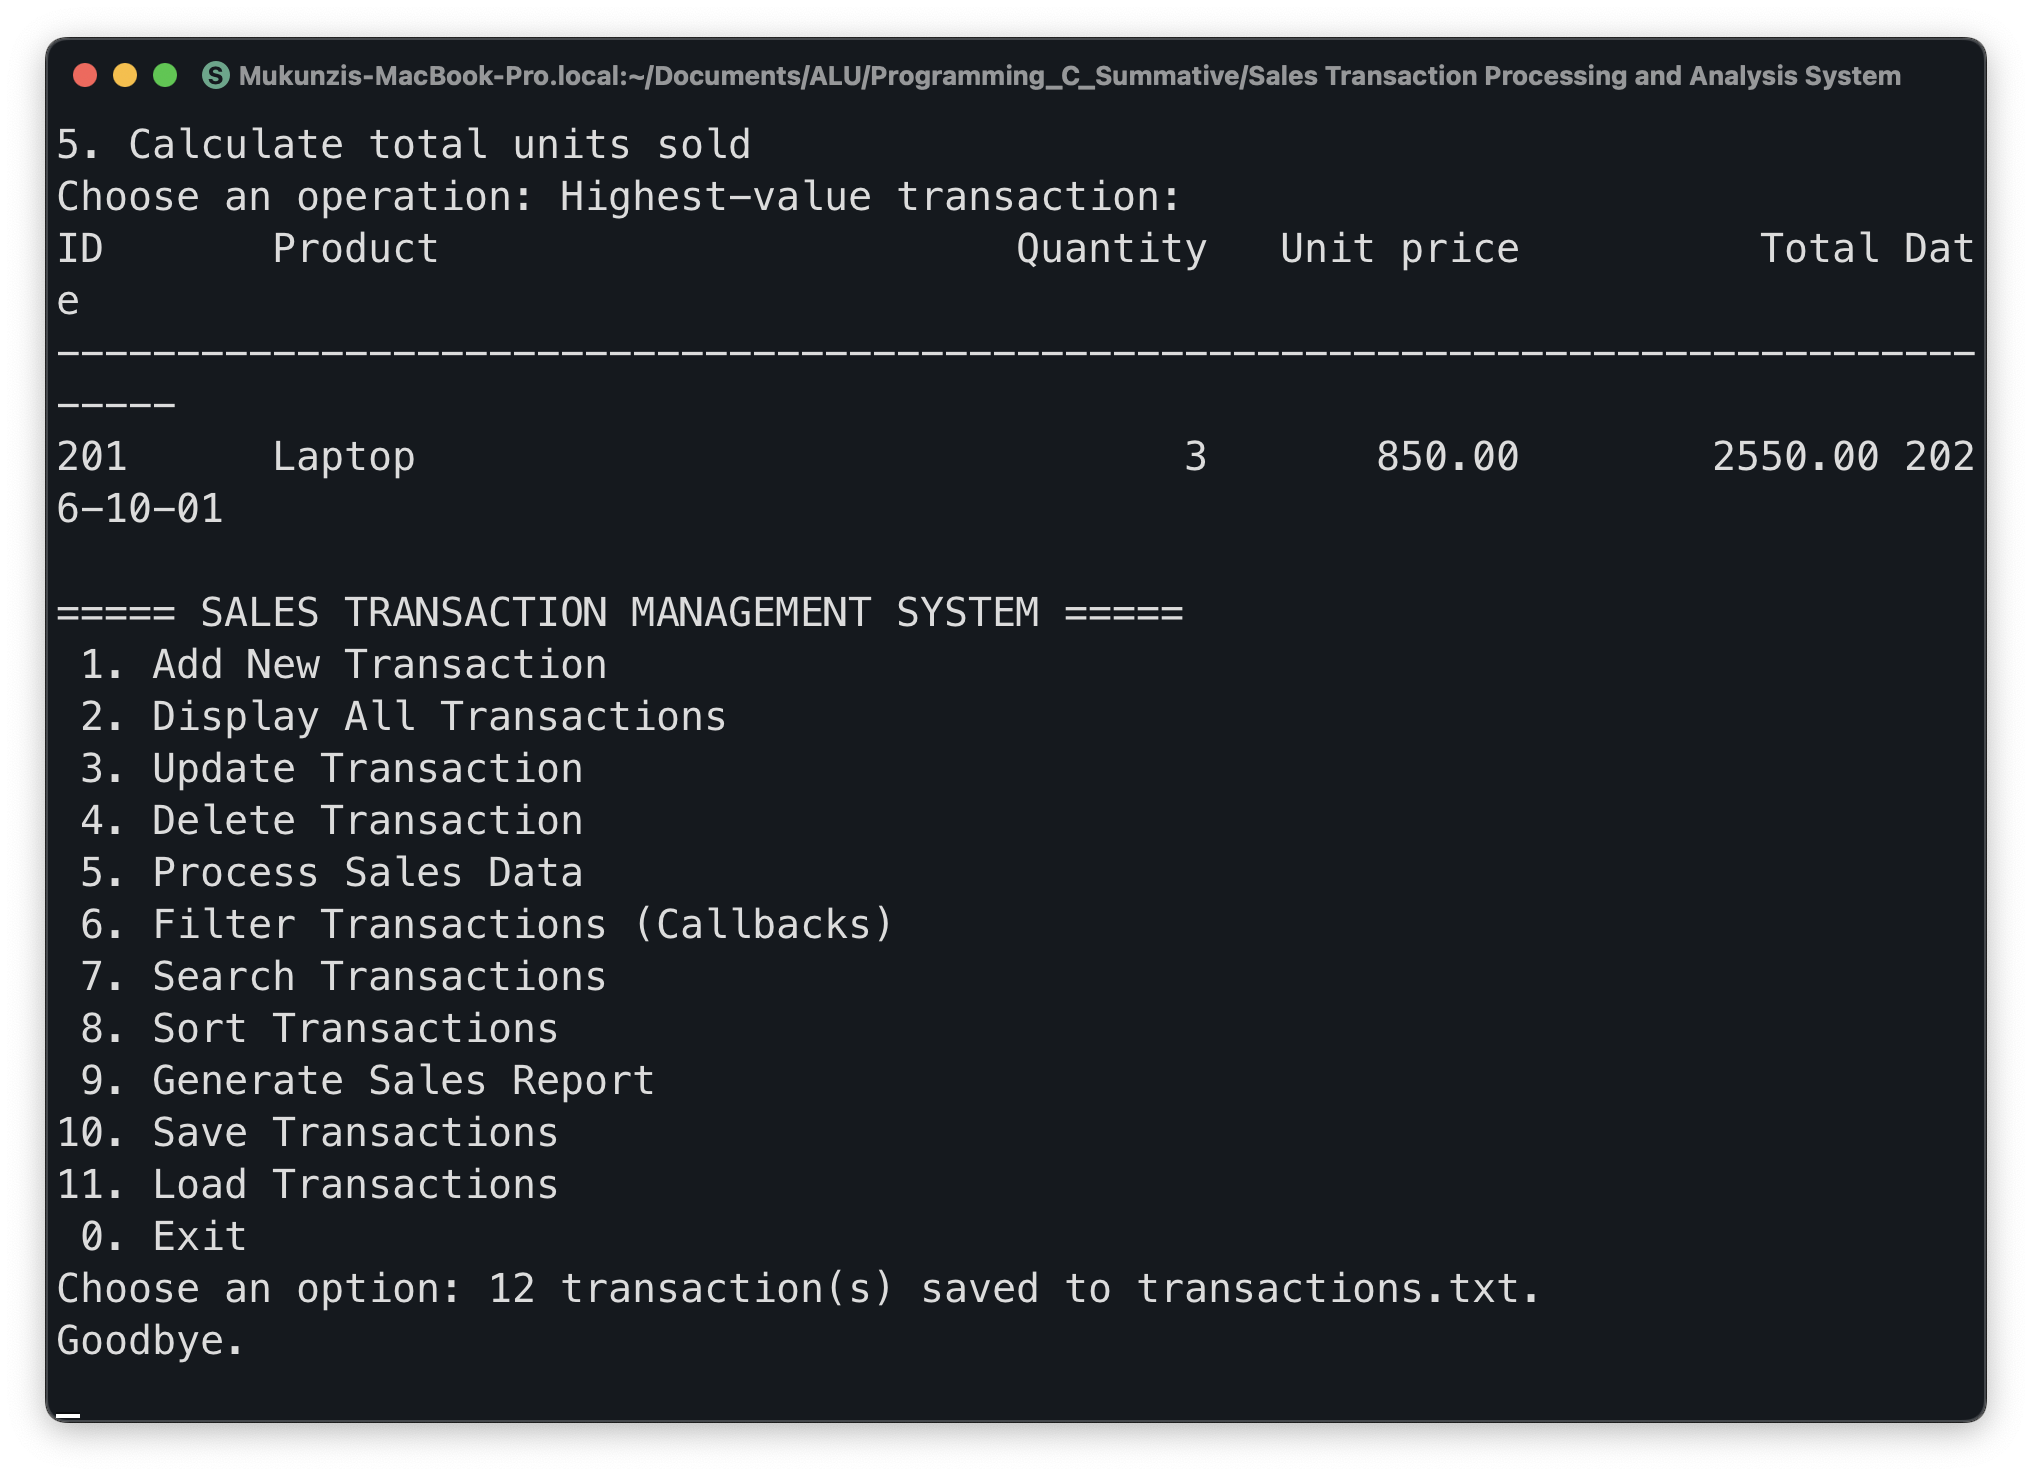 S Mukunzis-MacBook-Pro.local:~/Documents/ALU/Programming_C_Summative/Sales Transaction Processing and Analysis System
5. Calculate total units sold
Choose an operation: Highest-value transaction:
ID       Product                        Quantity   Unit price          Total Dat
e
--------------------------------------------------------------------------------
-----
201      Laptop                                3       850.00        2550.00 202
6-10-01

===== SALES TRANSACTION MANAGEMENT SYSTEM =====
 1. Add New Transaction
 2. Display All Transactions
 3. Update Transaction
 4. Delete Transaction
 5. Process Sales Data
 6. Filter Transactions (Callbacks)
 7. Search Transactions
 8. Sort Transactions
 9. Generate Sales Report
10. Save Transactions
11. Load Transactions
 0. Exit
Choose an option: 12 transaction(s) saved to transactions.txt.
Goodbye.